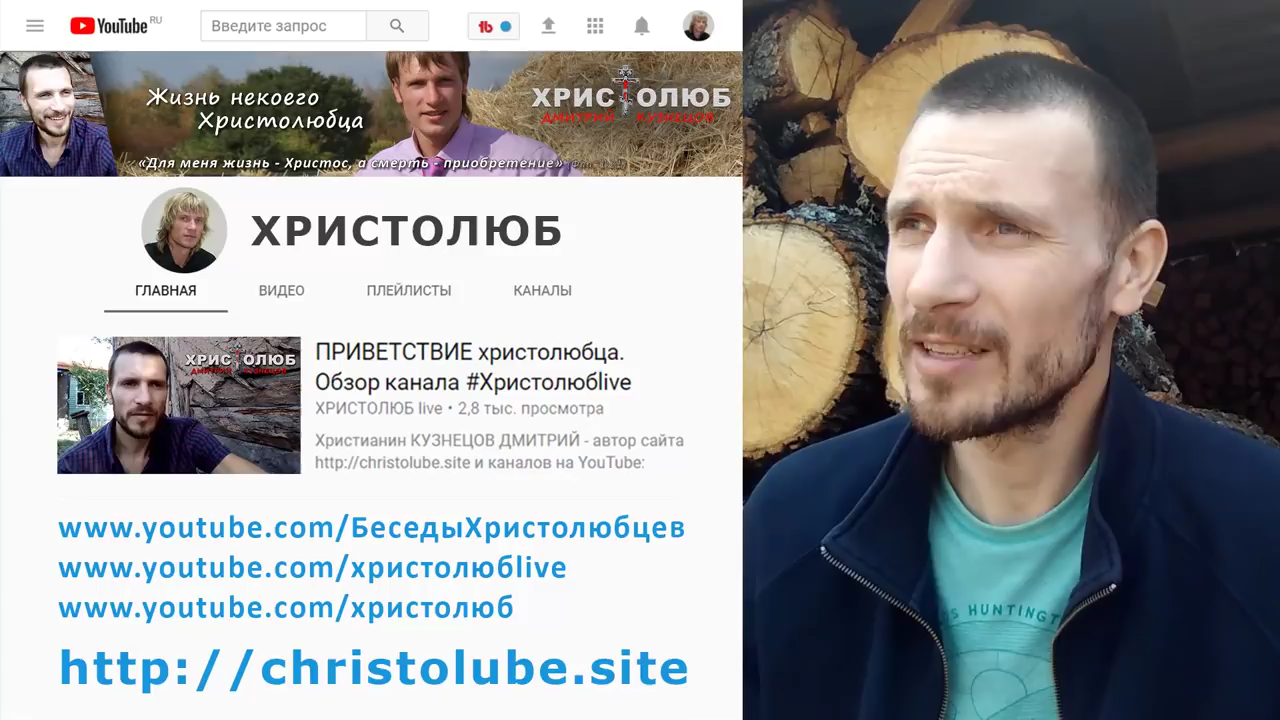 YouTube RU
Введите запрос
Жизнь некоего
Христолюбца
«Для меня жизнь - Христос, а смерть - приобретение»
ХРИСТОЛЮБ
ДМИТРИЙ КУЗНЕЦОВ
ХРИСТОЛЮБ
ГЛАВНАЯ ВИДЕО ПЛЕЙЛИСТЫ КАНАЛЫ
ХРИСТОЛЮБ
ДМИТРИЙ КУЗНЕЦОВ
ПРИВЕТСТВИЕ христолюбца.
Обзор канала #Христолюбlive
ХРИСТОЛЮБ live • 2,8 тыс. просмотра
Христианин КУЗНЕЦОВ ДМИТРИЙ - автор сайта
http://christolube.site и каналов на YouTube:
www.youtube.com/БеседыХристолюбцев
www.youtube.com/христолюбlive
www.youtube.com/христолюб
http://christolube.site
HUNTINGT